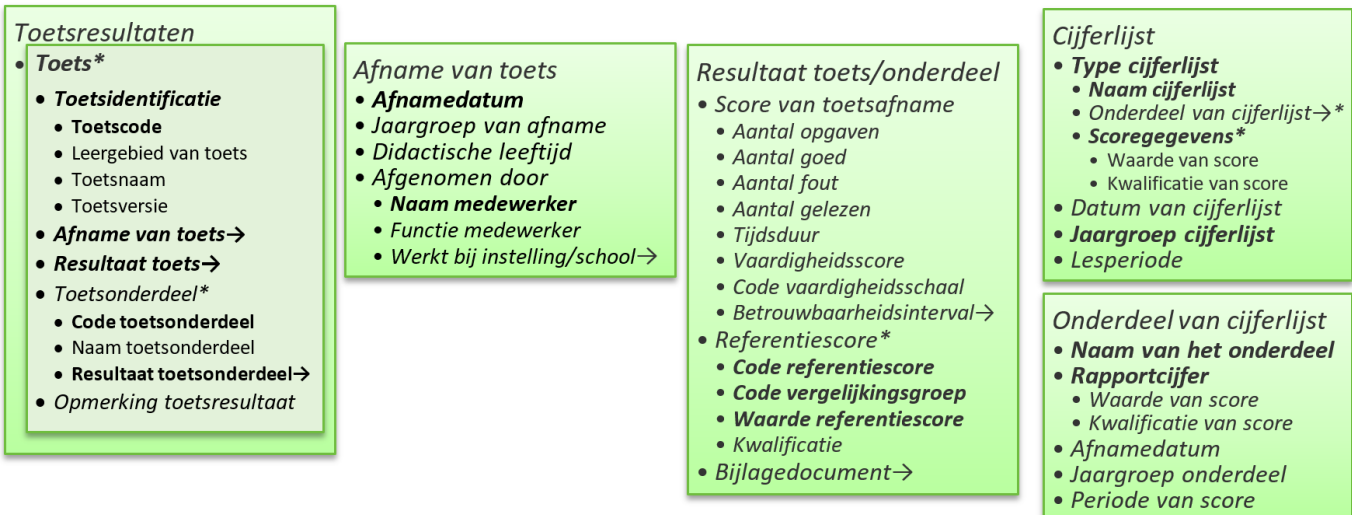 Toetsresultaten
• Toets*
• Toetsidentificatie
• Toetscode
• Leergebied van toets
• Toetsnaam
• Toetsversie
• Afname van toets→
• Resultaat toets→
• Toetsonderdeel*
• Code toetsonderdeel
• Naam toetsonderdeel
• Resultaat toetsonderdeel→
• Opmerking toetsresultaat
Afname van toets
• Afnamedatum
• Jaargroep van afname
• Didactische leeftijd
• Afgenomen door
• Naam medewerker
• Functie medewerker
• Werkt bij instelling/school→
Resultaat toets/onderdeel
• Score van toetsafname
• Aantal opgaven
• Aantal goed
• Aantal fout
• Aantal gelezen
• Tijdsduur
• Vaardigheidsscore
• Code vaardigheidsschaal
• Betrouwbaarheidsinterval→
• Referentiescore*
• Code referentiescore
• Code vergelijkingsgroep
• Waarde referentiescore
• Kwalificatie
• Bijlagedocument→
Cijferlijst
• Type cijferlijst
• Naam cijferlijst
• Onderdeel van cijferlijst→*
• Scoregegevens*
• Waarde van score
• Kwalificatie van score
• Datum van cijferlijst
• Jaargroep cijferlijst
• Lesperiode
Onderdeel van cijferlijst
• Naam van het onderdeel
• Rapportcijfer
• Waarde van score
• Kwalificatie van score
• Afnamedatum
• Jaargroep onderdeel
• Periode van score